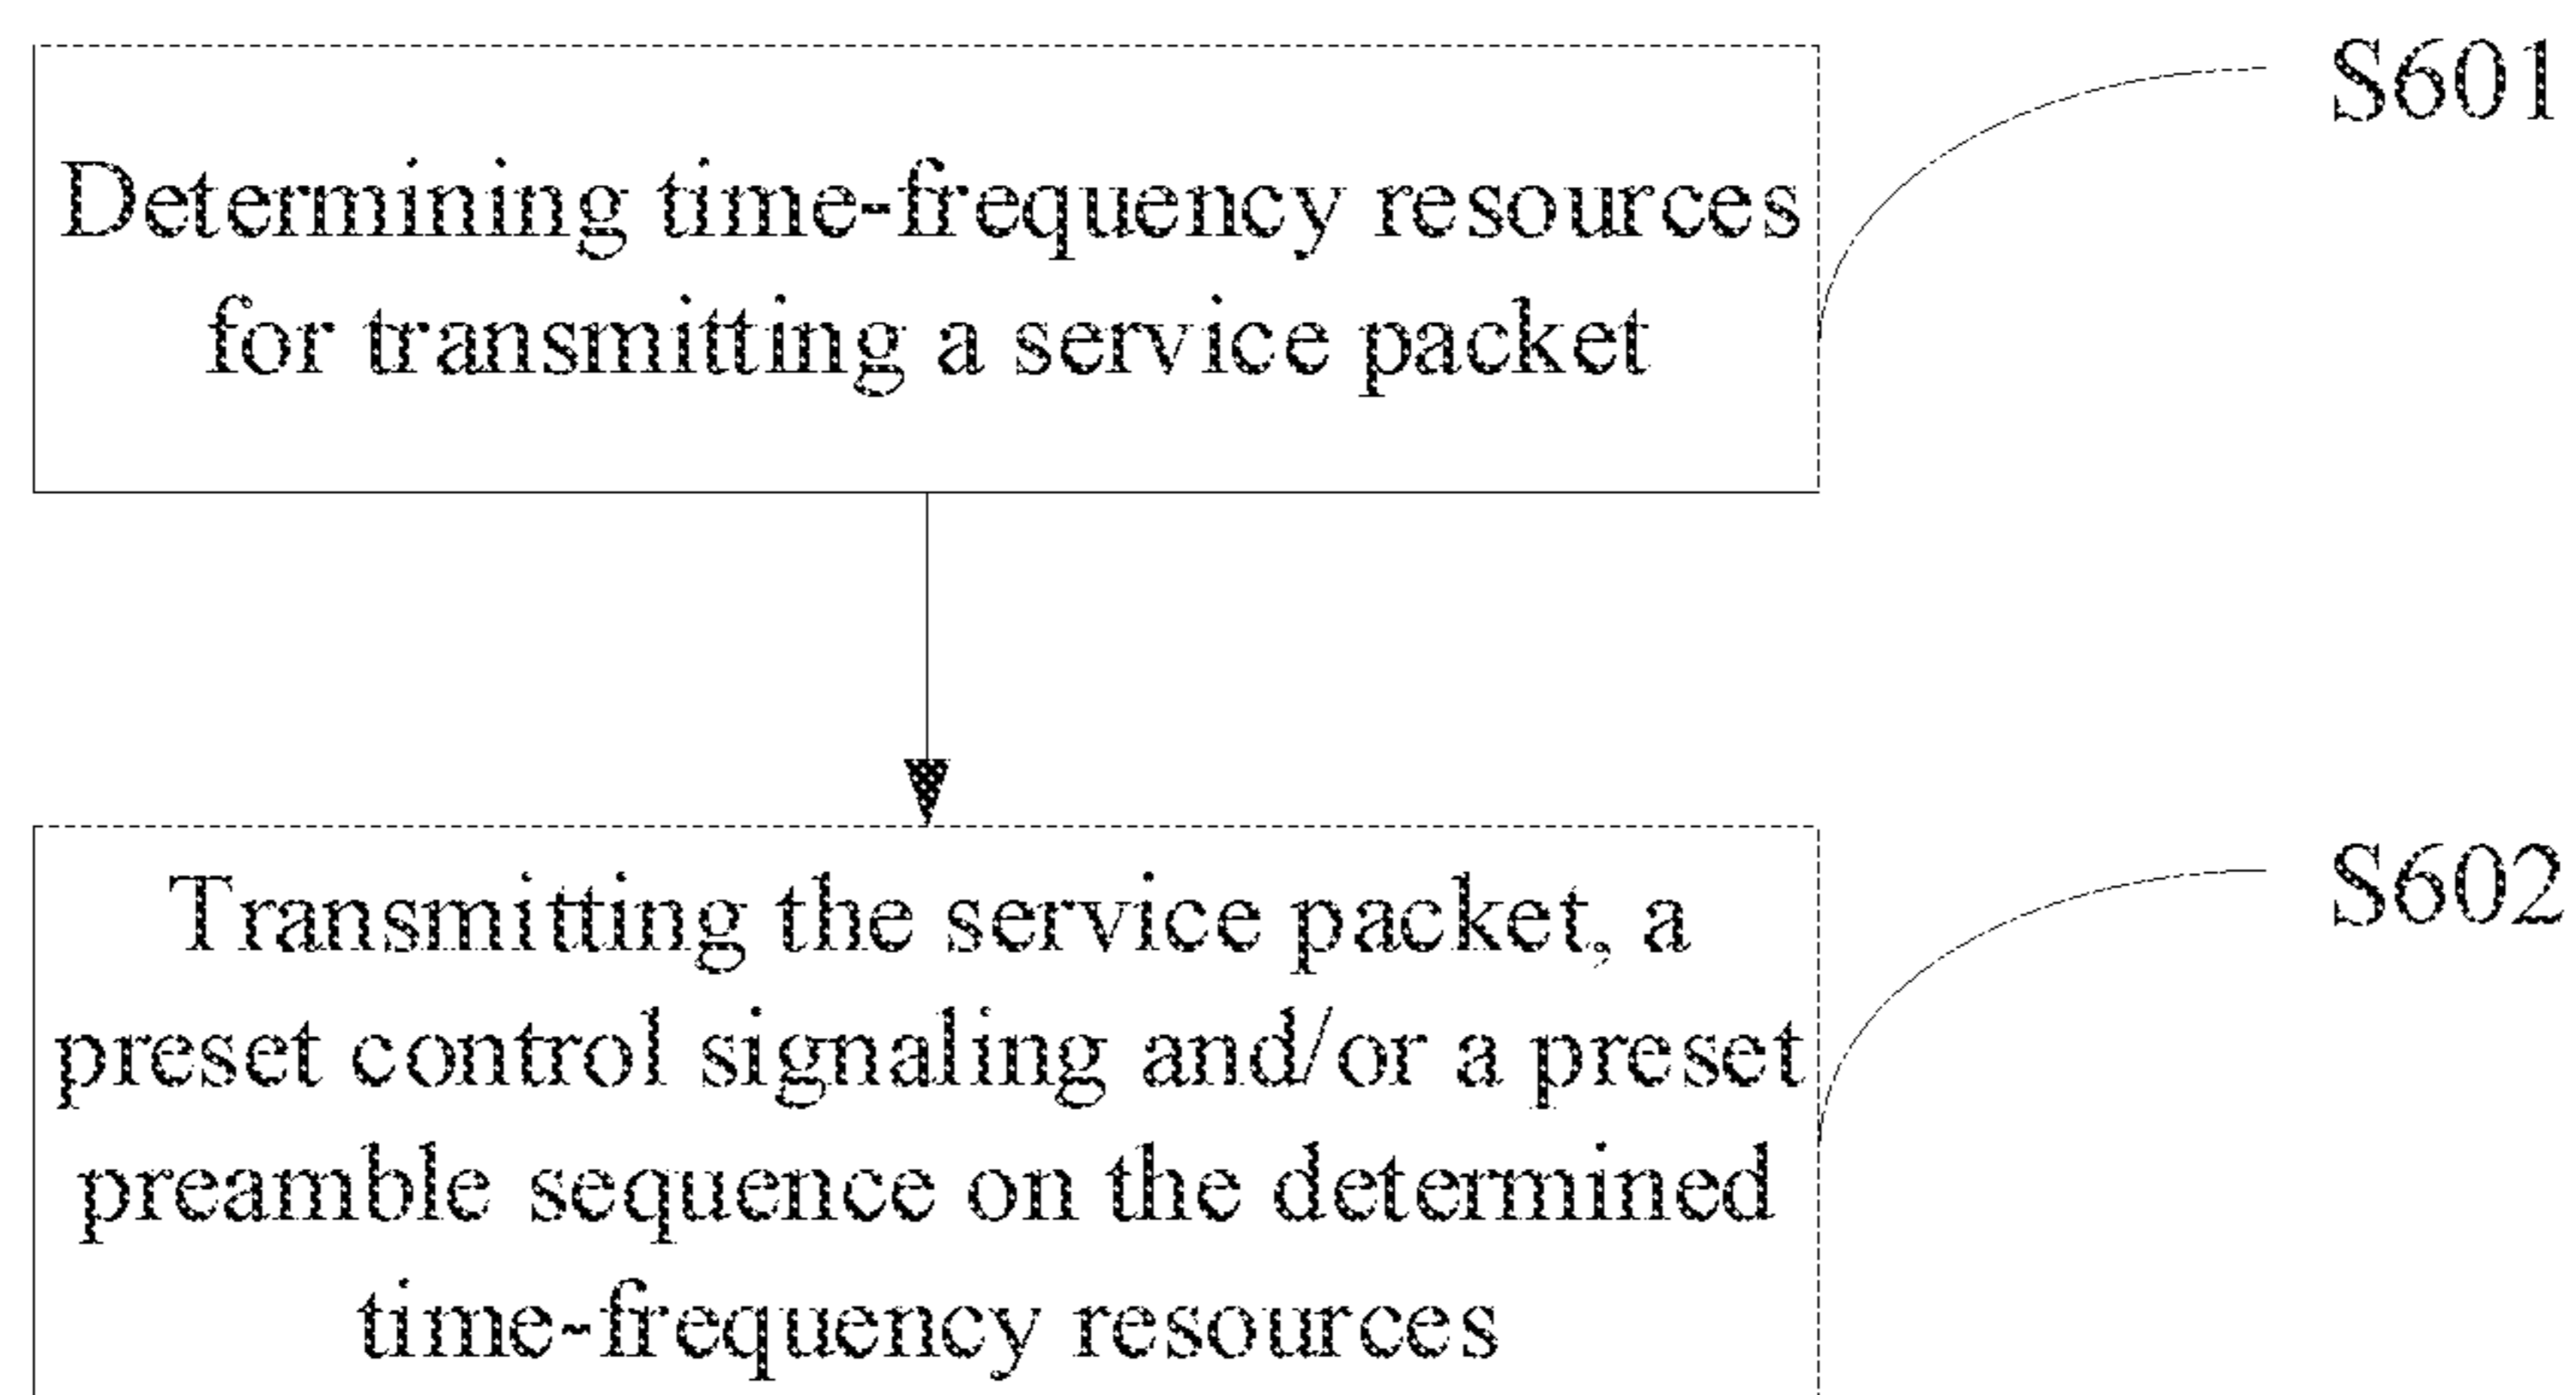 S601
Determining time-frequency resources
for transmitting a service packet
S602
Transmitting the service packet, a
preset control signaling and/or a preset
preamble sequence on the determined
time-frequency resources